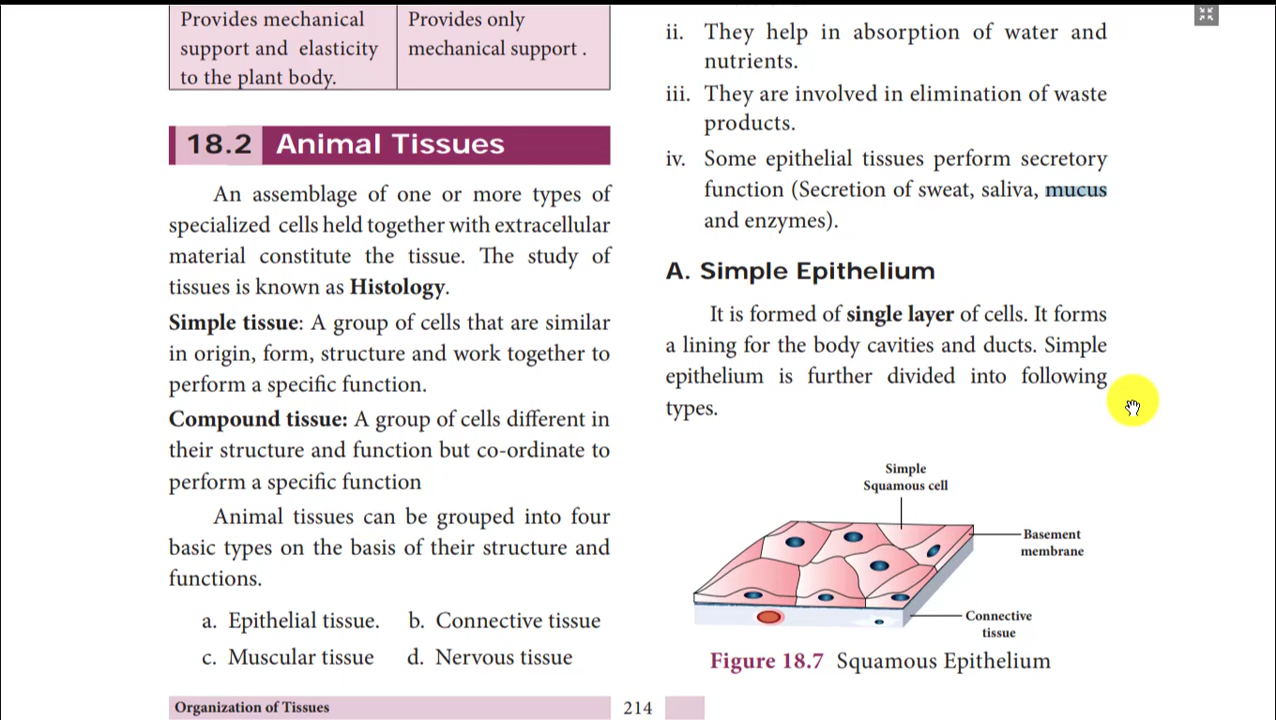 Provides mechanical
support and elasticity
to the plant body.
Provides only
mechanical support .
18.2 Animal Tissues
An assemblage of one or more types of
specialized cells held together with extracellular
material constitute the tissue. The study of
tissues is known as Histology.
Simple tissue: A group of cells that are similar
in origin, form, structure and work together to
perform a specific function.
Compound tissue: A group of cells different in
their structure and function but co-ordinate to
perform a specific function
Animal tissues can be grouped into four
basic types on the basis of their structure and
functions.
a. Epithelial tissue. b. Connective tissue
c. Muscular tissue d. Nervous tissue
ii. They help in absorption of water and
nutrients.
iii. They are involved in elimination of waste
products.
iv. Some epithelial tissues perform secretory
function (Secretion of sweat, saliva, mucus
and enzymes).
A. Simple Epithelium
It is formed of single layer of cells. It forms
a lining for the body cavities and ducts. Simple
epithelium is further divided into following
types.
Simple
Squamous cell
Basement
membrane
Connective
tissue
Figure 18.7 Squamous Epithelium
Organization of Tissues
214